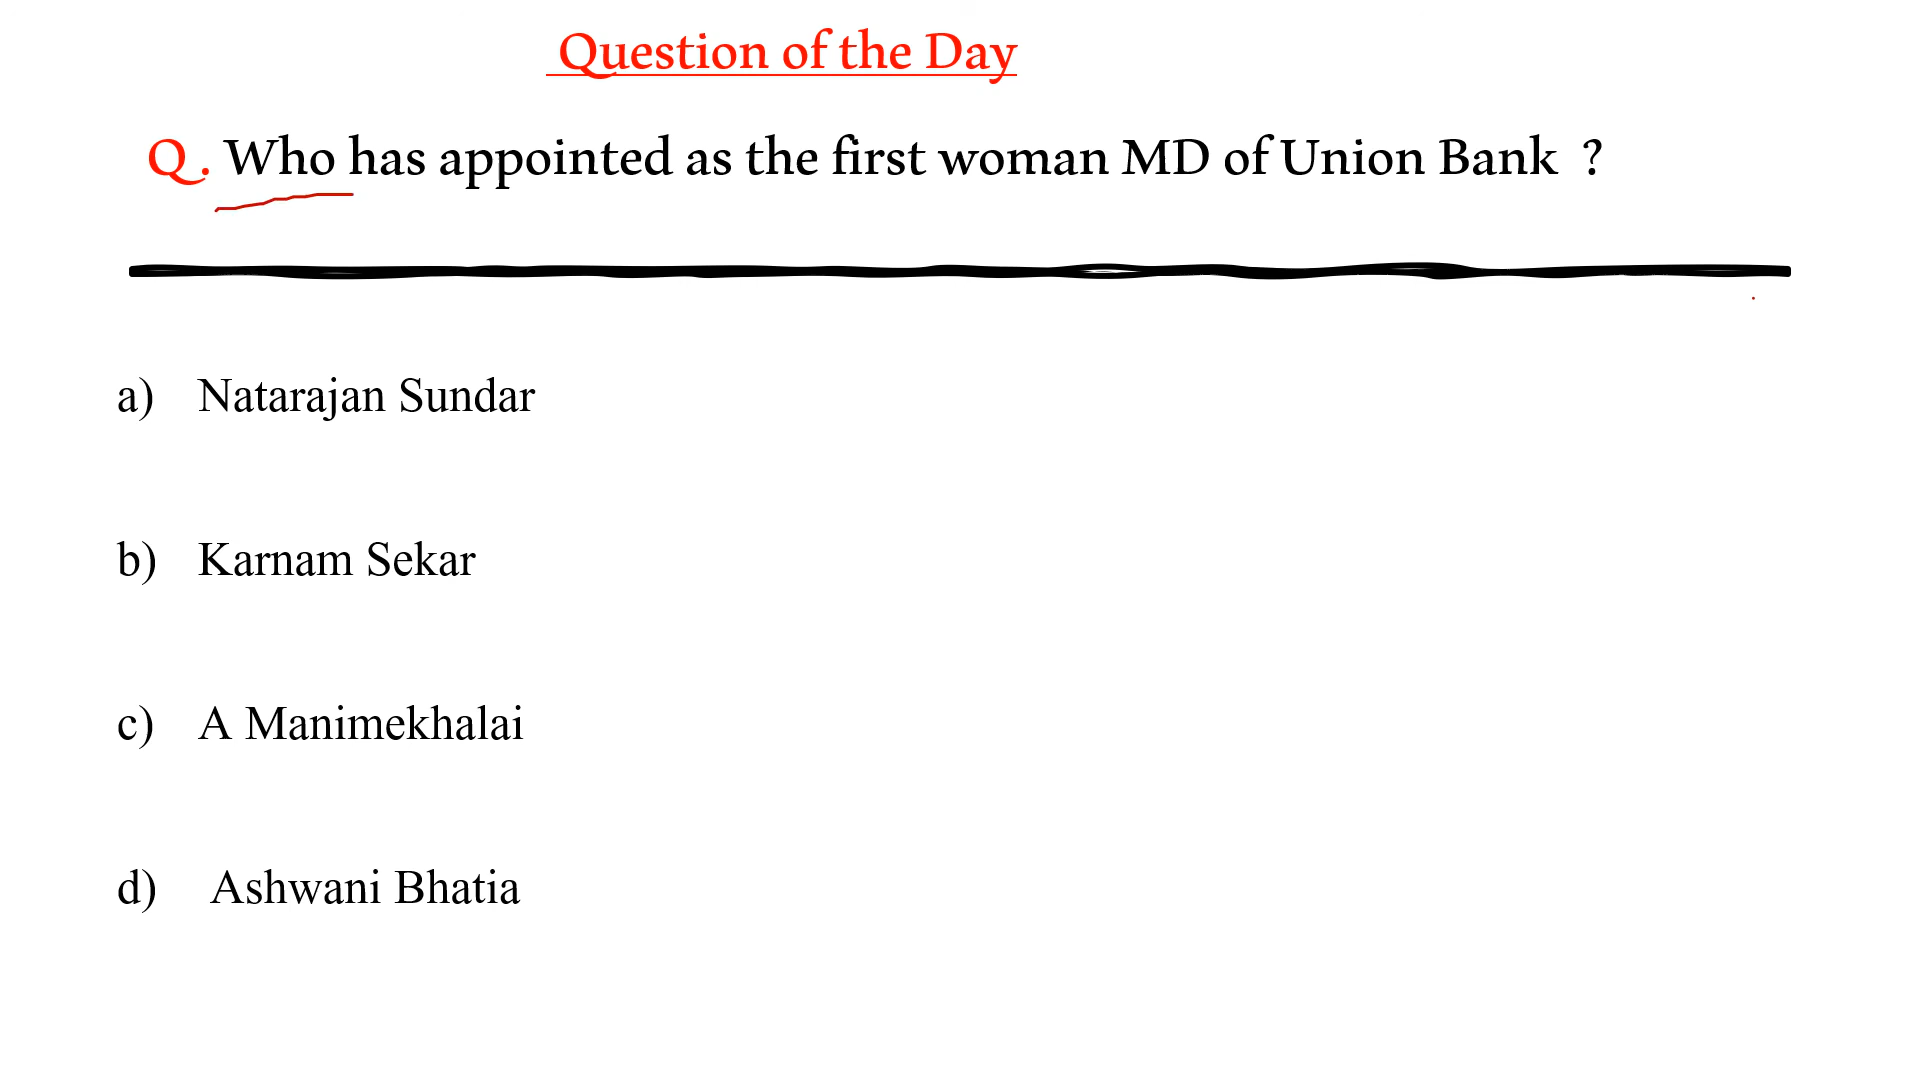 Question of the Day
Q. Who has appointed as the first woman MD of Union Bank ?
a) Natarajan Sundar
b) Karnam Sekar
c) A Manimekhalai
d) Ashwani Bhatia